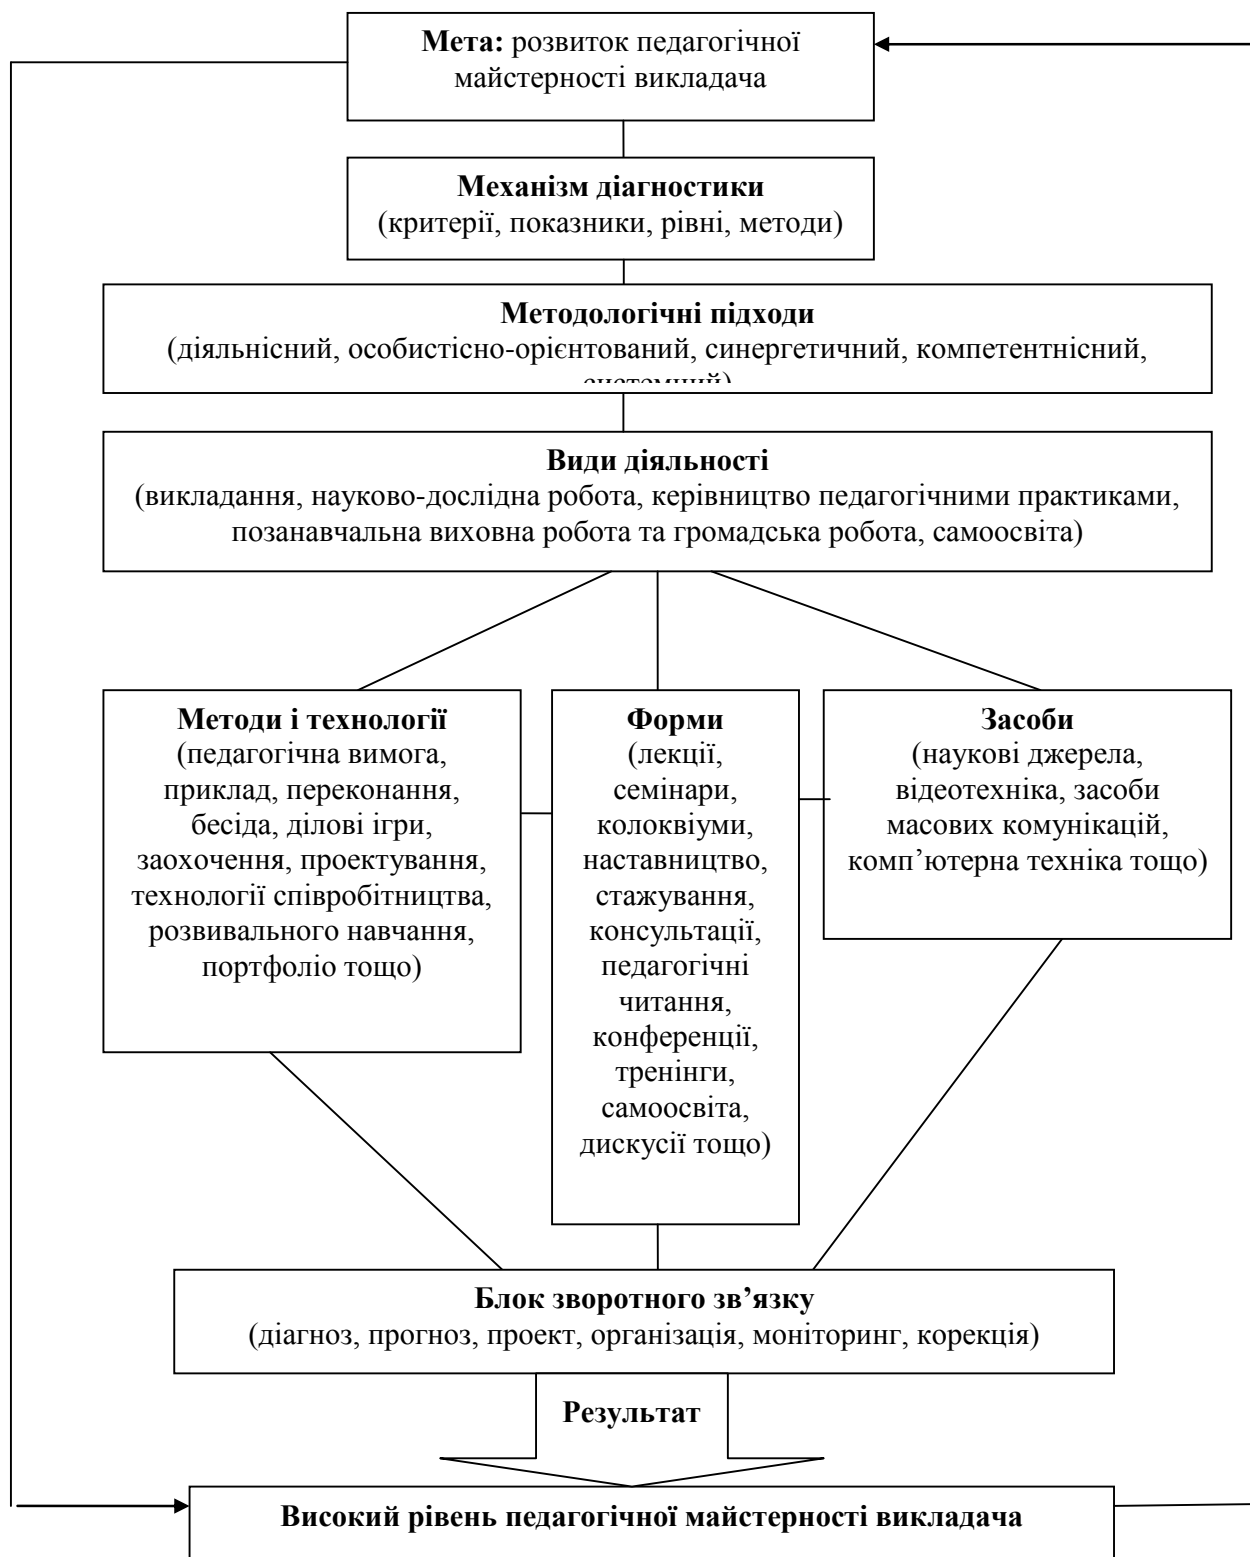 Мета: розвиток педагогічної
майстерності викладача
Механізм діагностики
(критерії, показники, рівні, методи)
Методологічні підходи
(діяльнісний, особистісно-орієнтований, синергетичний, компетентнісний,
системний)
Види діяльності
(викладання, науково-дослідна робота, керівництво педагогічними практиками,
позанавчальна виховна робота та громадська робота, самоосвіта)
Методи і технології
(педагогічна вимога,
приклад, переконання,
бесіда, ділові ігри,
заохочення, проектування,
технології співробітництва,
розвивального навчання,
портфоліо тощо)
Форми
(лекції,
семінари,
колоквіуми,
наставництво,
стажування,
консультації,
педагогічні
читання,
конференції,
тренінги,
самоосвіта,
дискусії тощо)
Засоби
(наукові джерела,
відеотехніка, засоби
масових комунікацій,
комп’ютерна техніка тощо)
Блок зворотного зв’язку
(діагноз, прогноз, проект, організація, моніторинг, корекція)
Результат
Високий рівень педагогічної майстерності викладача